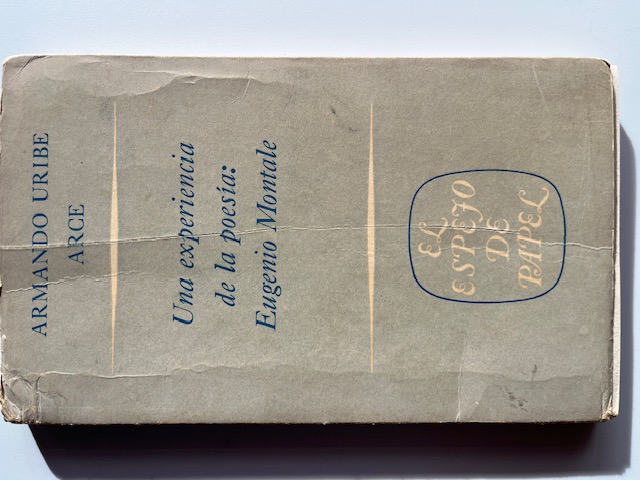 ARMANDO URIBE
ARCE
Una experiencia
de la poesía:
Eugenio Montale
EL
ESPEJO
DE
PAPEL